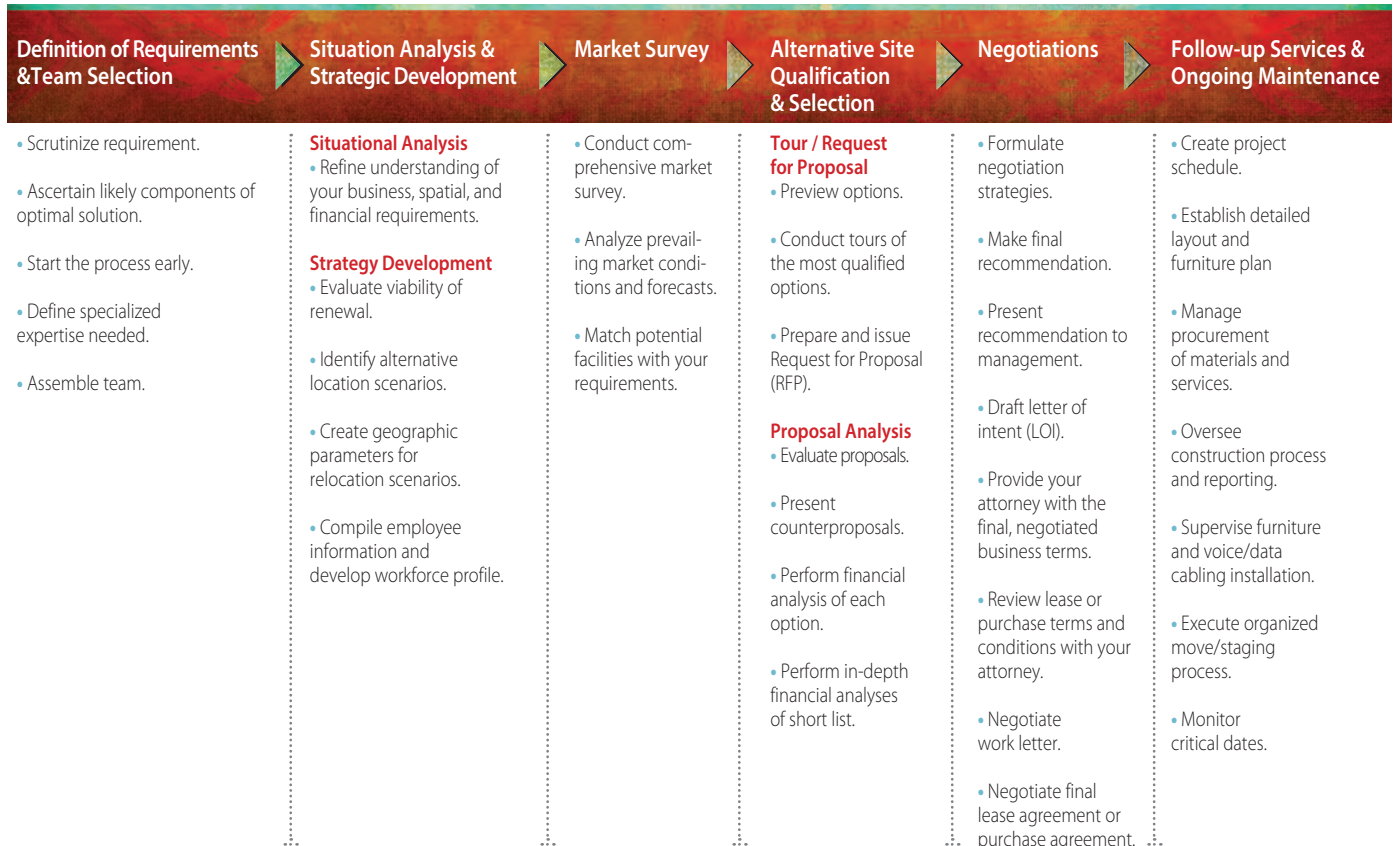 Definition of Requirements
&Team Selection
Situation Analysis &
Strategic Development
Market Survey
Alternative Site
Qualification
& Selection
Negotiations
Follow-up Services &
Ongoing Maintenance
• Scrutinize requirement.
• Ascertain likely components of
optimal solution.
• Start the process early.
• Define specialized
expertise needed.
• Assemble team.
Situational Analysis
• Refine understanding of
your business, spatial, and
financial requirements.
Strategy Development
• Evaluate viability of
renewal.
• Identify alternative
location scenarios.
• Create geographic
parameters for
relocation scenarios.
• Compile employee
information and
develop workforce profile.
• Conduct com-
prehensive market
survey.
• Analyze prevail-
ing market condi-
tions and forecasts.
• Match potential
facilities with your
requirements.
Tour / Request
for Proposal
• Preview options.
• Conduct tours of
the most qualified
options.
• Prepare and issue
Request for Proposal
(RFP).
Proposal Analysis
• Evaluate proposals.
• Present
counterproposals.
• Perform financial
analysis of each
option.
• Perform in-depth
financial analyses
of short list.
• Formulate
negotiation
strategies.
• Make final
recommendation.
• Present
recommendation to
management.
• Draft letter of
intent (LOI).
• Provide your
attorney with the
final, negotiated
business terms.
• Review lease or
purchase terms and
conditions with your
attorney.
• Negotiate
work letter.
• Negotiate final
lease agreement or
purchase agreement.
• Create project
schedule.
• Establish detailed
layout and
furniture plan
• Manage
procurement
of materials and
services.
• Oversee
construction process
and reporting.
• Supervise furniture
and voice/data
cabling installation.
• Execute organized
move/staging
process.
• Monitor
critical dates.